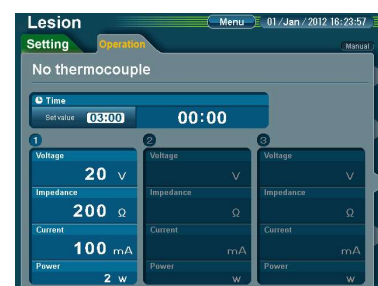 Lesion Menu 01/Jan/2012 16:23:57
Setting Operation Manual
No thermocouple
Time
Set value 03:00 00:00
1 2 3
Voltage Voltage Voltage
20 V V V
Impedance Impedance Impedance
200 Ω Ω Ω
Current Current Current
100 mA mA mA
Power Power Power
2 W W W